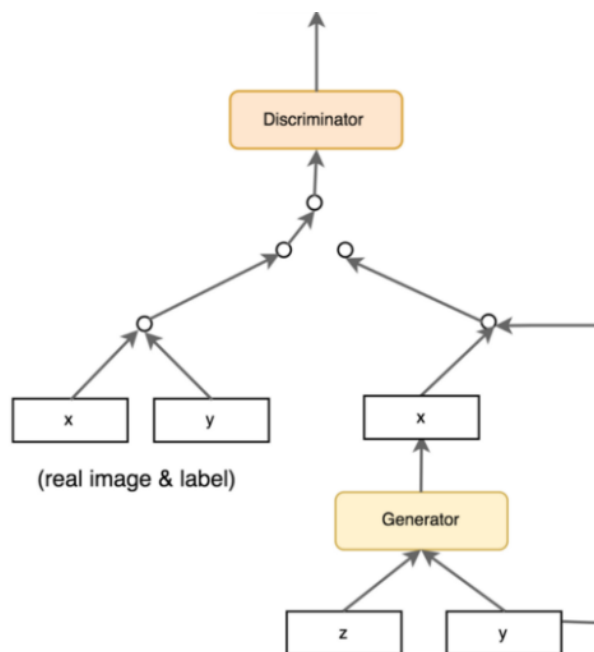 Discriminator
x
y
x
(real image & label)
Generator
z
y